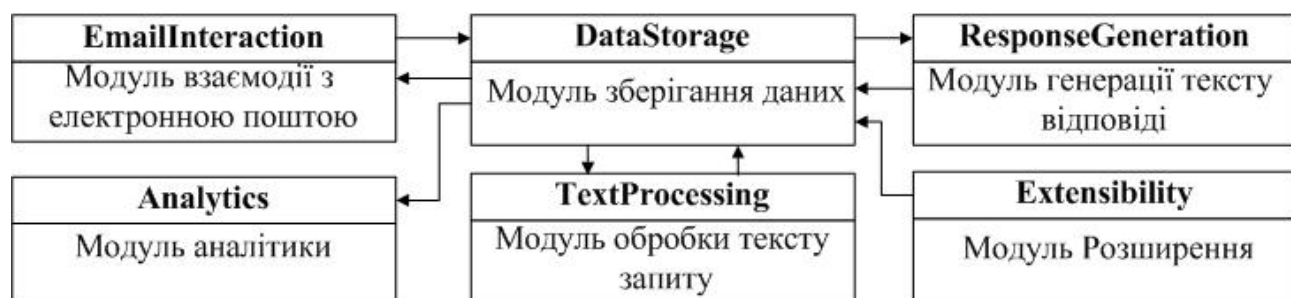 EmailInteraction
Модуль взаємодії з
електронною поштою
DataStorage
Модуль зберігання даних
ResponseGeneration
Модуль генерації тексту
відповіді
Analytics
Модуль аналітики
TextProcessing
Модуль обробки тексту
запиту
Extensibility
Модуль Розширення